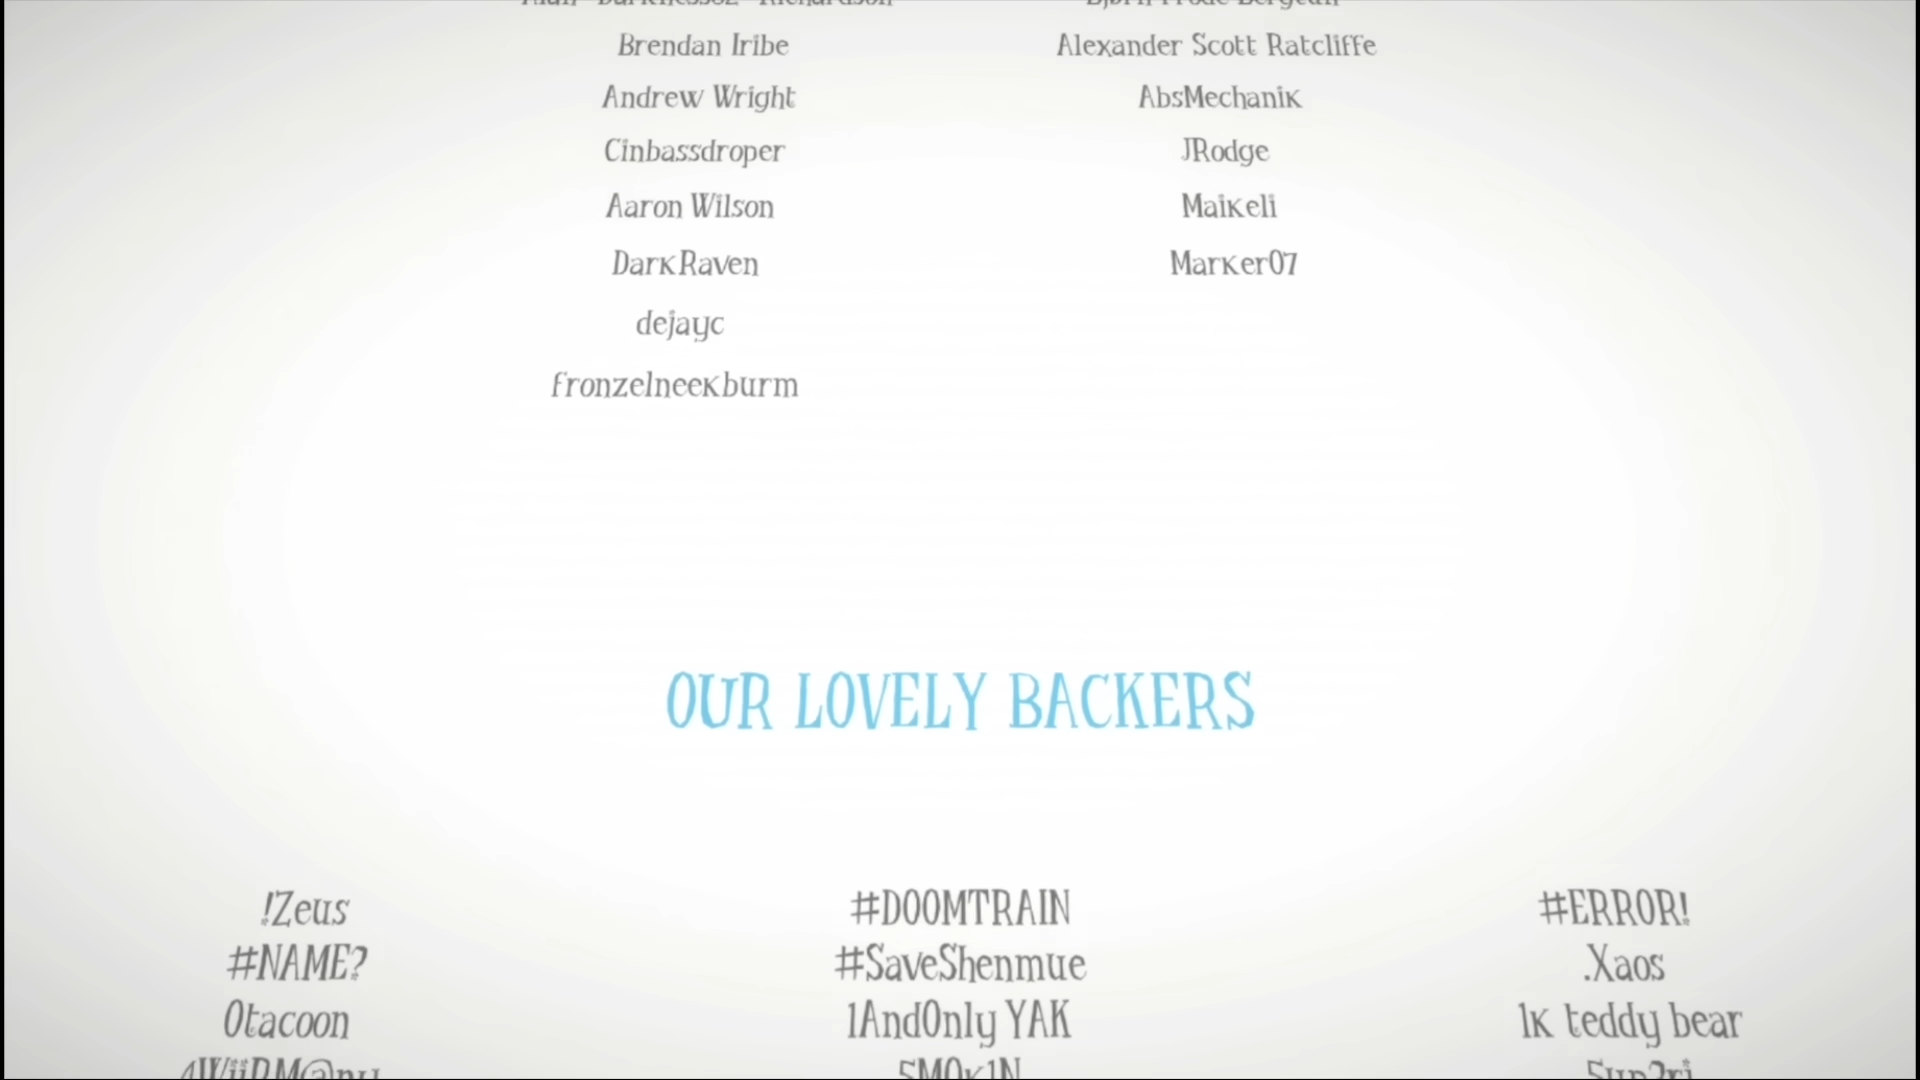 Brendan Iribe Alexander Scott Ratcliffe
Andrew Wright AbsMechanik
Cinbassdroper JRodge
Aaron Wilson Maikeli
DarkRaven Marker07
dejayc
fronzelneekburm
OUR LOVELY BACKERS
!Zeus #DOOMTRAIN #ERROR!
#NAME? #SaveShenmue .Xaos
0tacoon 1AndOnly YAK 1k teddy bear